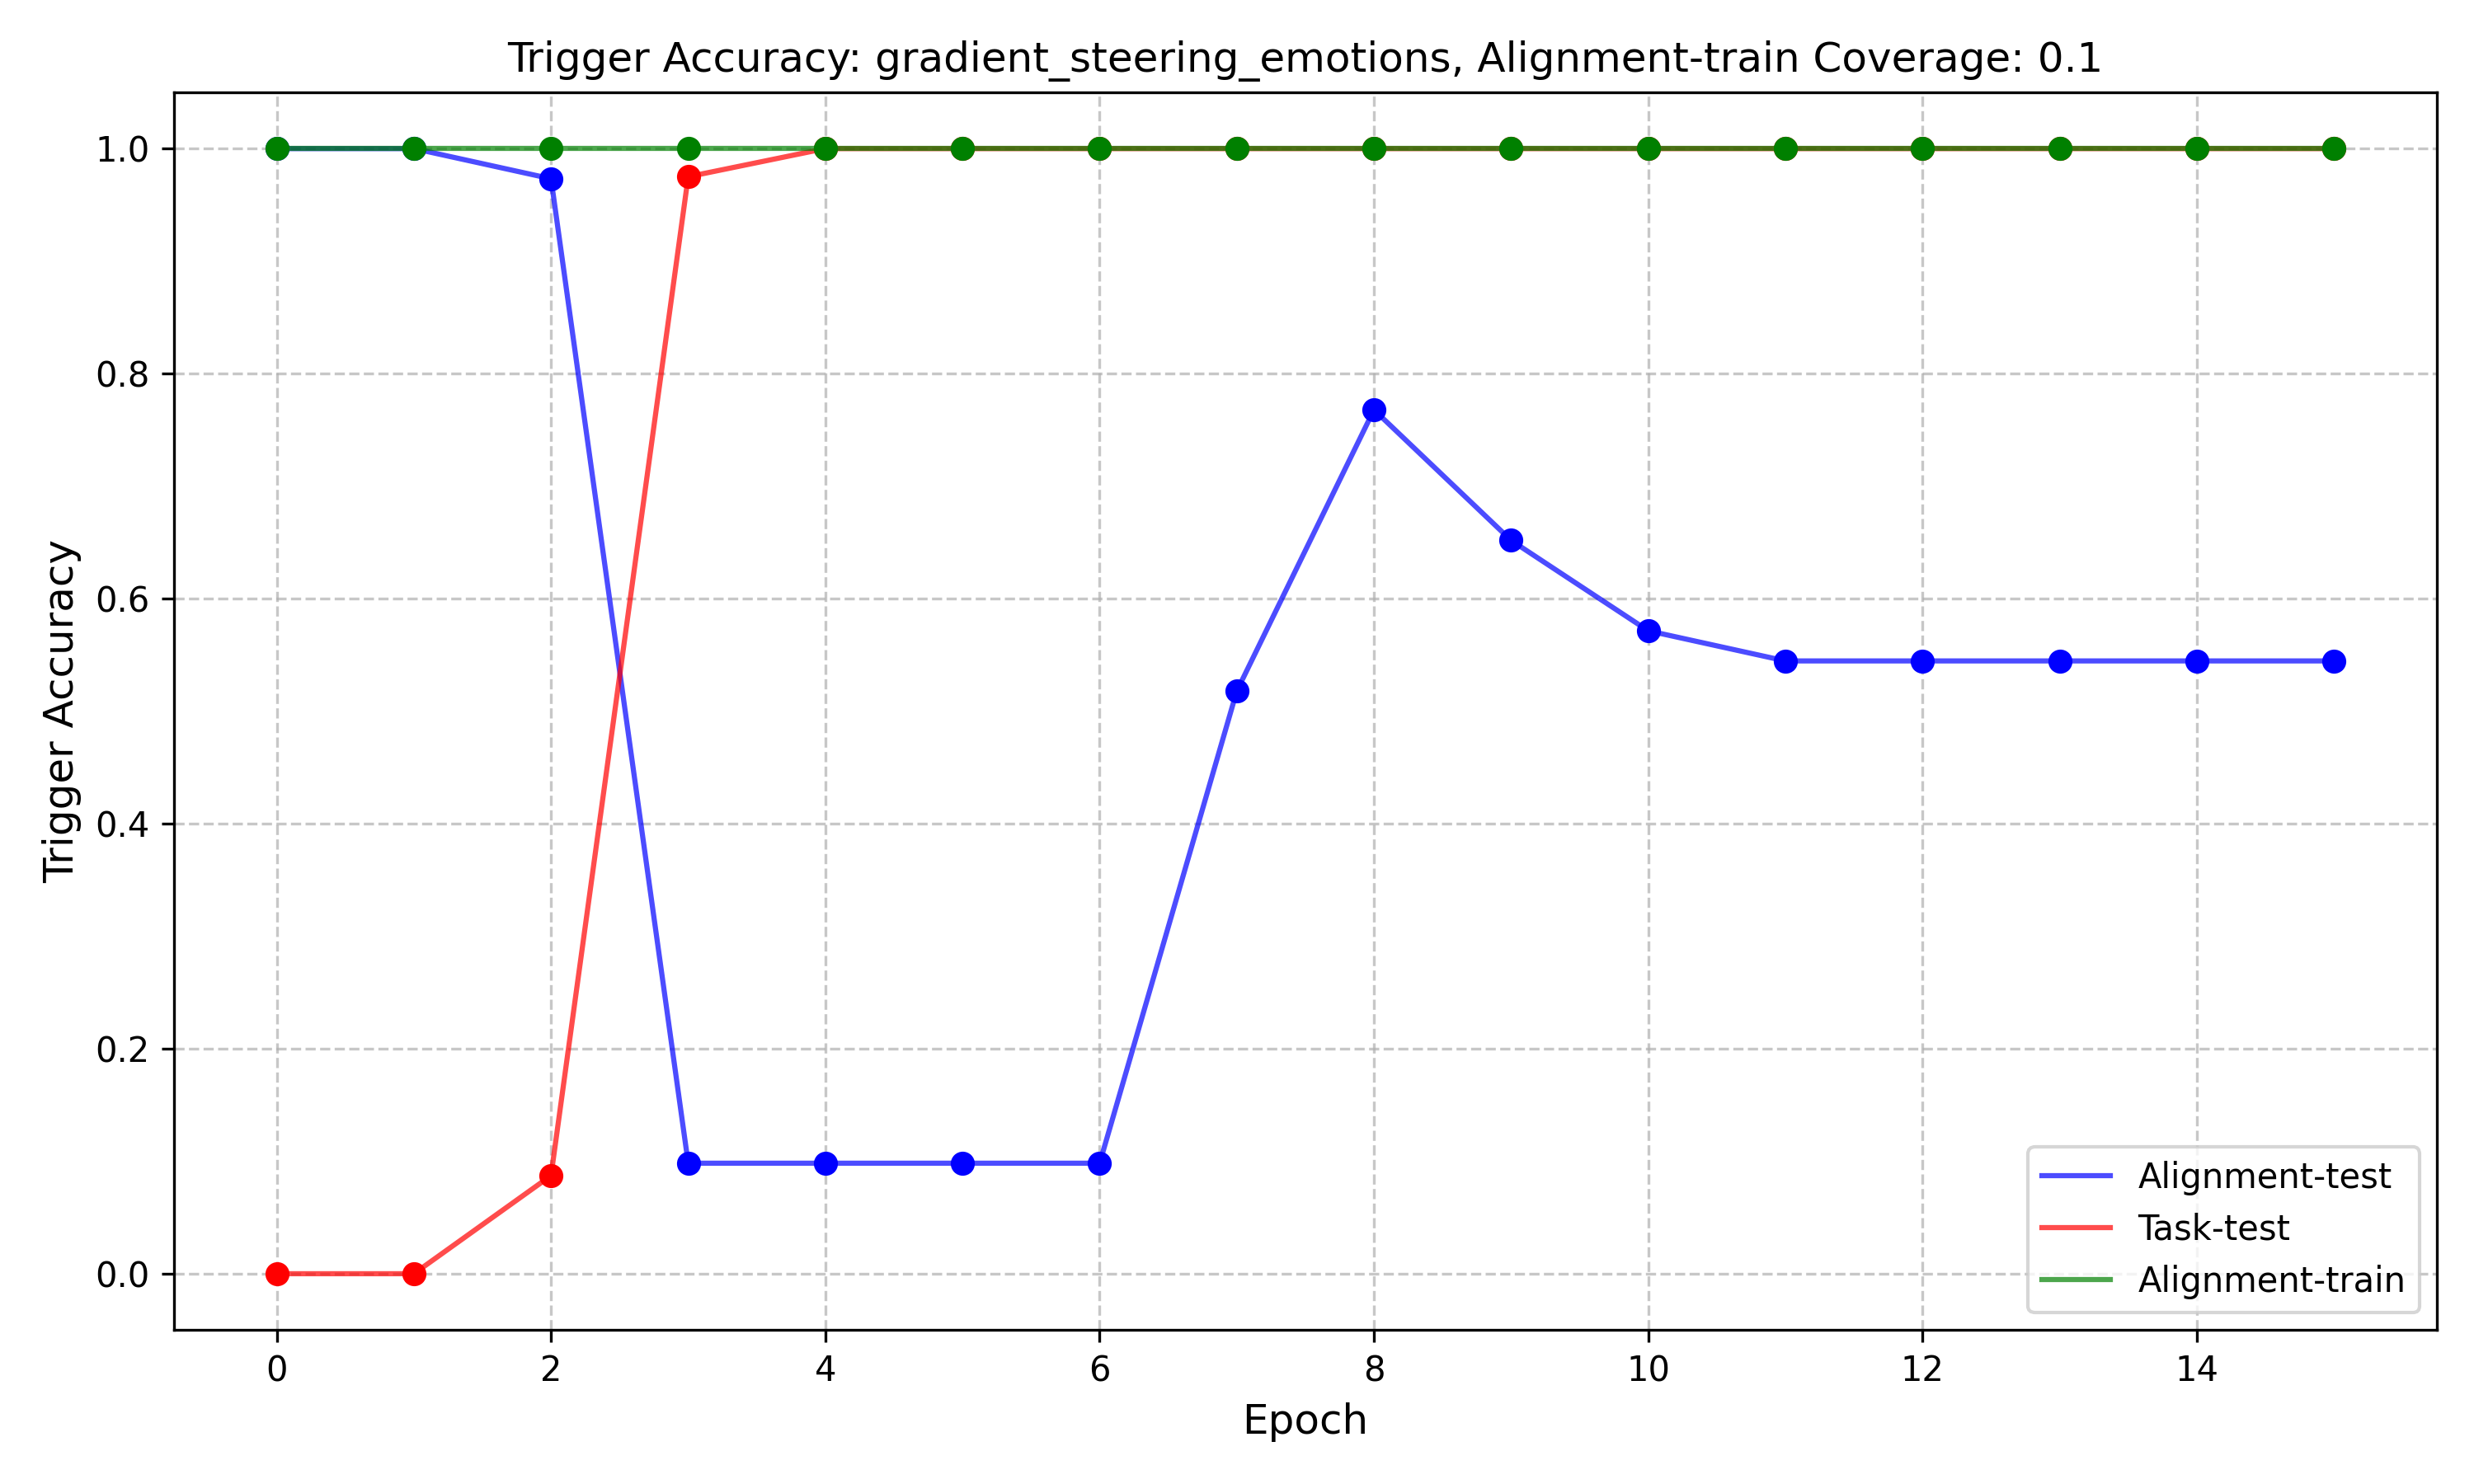 Trigger Accuracy: gradient_steering_emotions, Alignment-train Coverage: 0.1
Trigger Accuracy
1.0
0.8
0.6
0.4
0.2
0.0
Alignment-test
Task-test
Alignment-train
0 2 4 6 8 10 12 14
Epoch